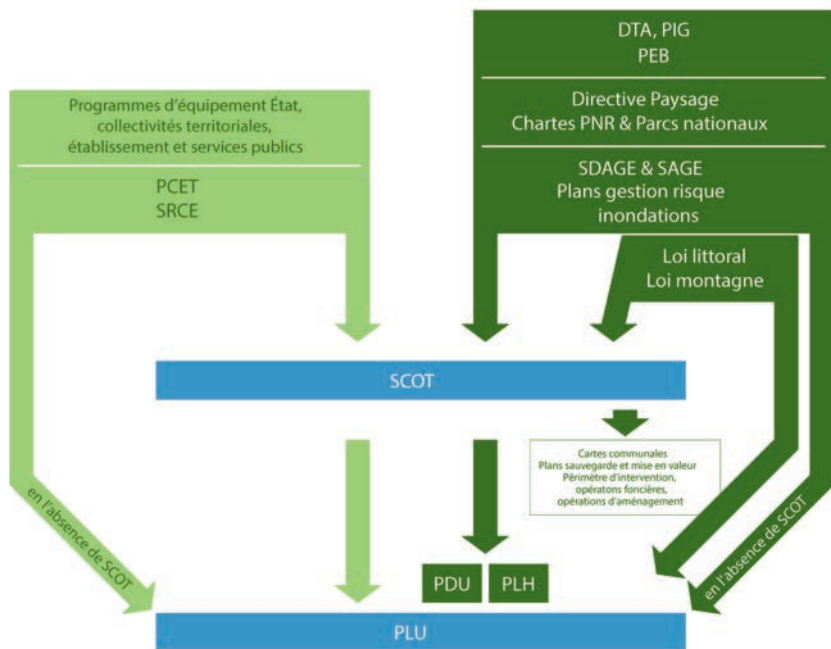 DTA, PIG
PEB
Directive Paysage
Chartes PNR & Parcs nationaux
SDAGE & SAGE
Plans gestion risque
inondations
Loi littoral
Loi montagne
Programmes d'équipement État,
collectivités territoriales,
établissement et services publics
PCET
SRCE
SCOT
Cartes communales
Plans sauvegarde et mise en valeur
Périmètre d'intervention,
opératons foncières,
opérations d'aménagement
en l'absence de SCOT
en l'absence de SCOT
PDU
PLH
PLU